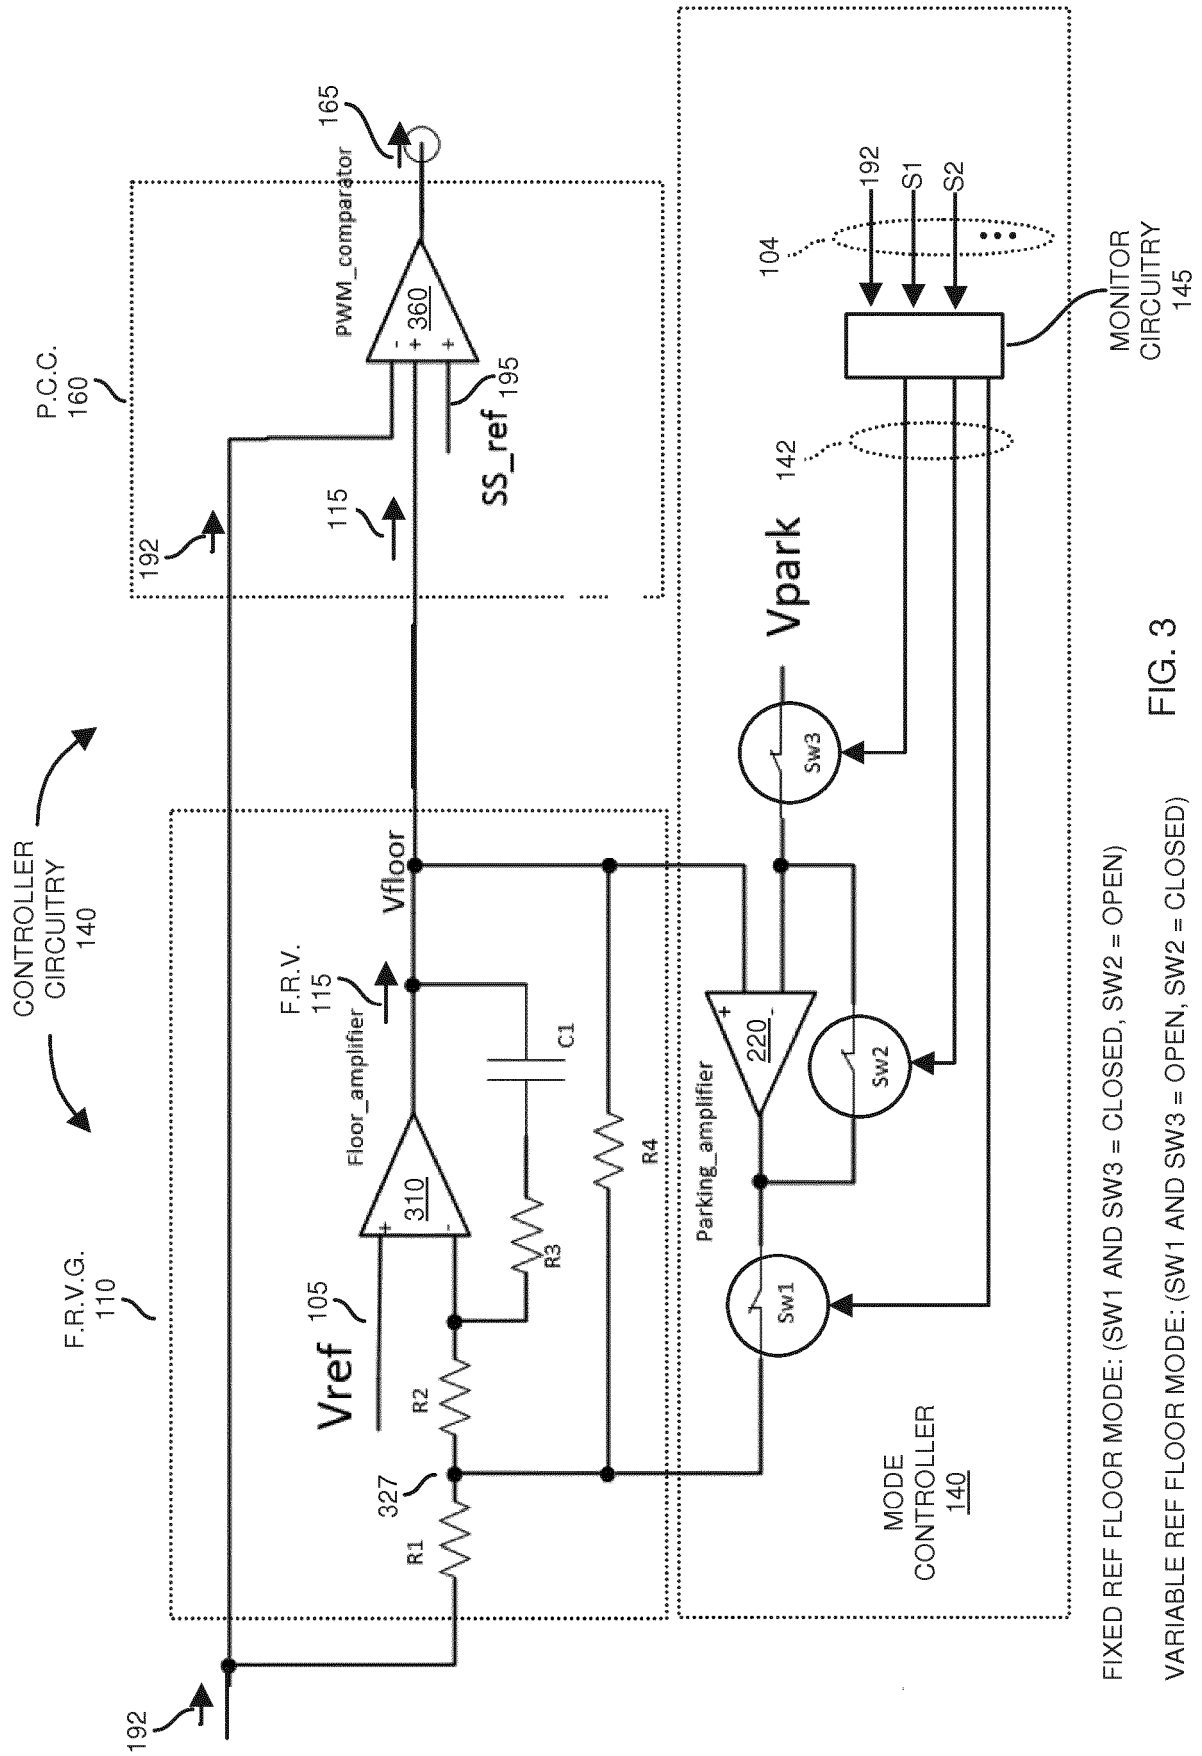 CONTROLLER
CIRCUITRY
140
F.R.V.G.
110
P.C.C.
160
192
192
165
PWM_comparator
-
+
+
360
195
SS_ref
115
F.R.V.
115
Vfloor
Floor_amplifier
+
-
310
Vref
105
R1
327
R2
R3
C1
R4
Parking_amplifier
+
-
220
Sw1
Sw2
Sw3
Vpark
142
104
192
S1
S2
MONITOR
CIRCUITRY
145
MODE
CONTROLLER
140
FIXED REF FLOOR MODE: (SW1 AND SW3 = CLOSED, SW2 = OPEN)
VARIABLE REF FLOOR MODE: (SW1 AND SW3 = OPEN, SW2 = CLOSED)
FIG. 3